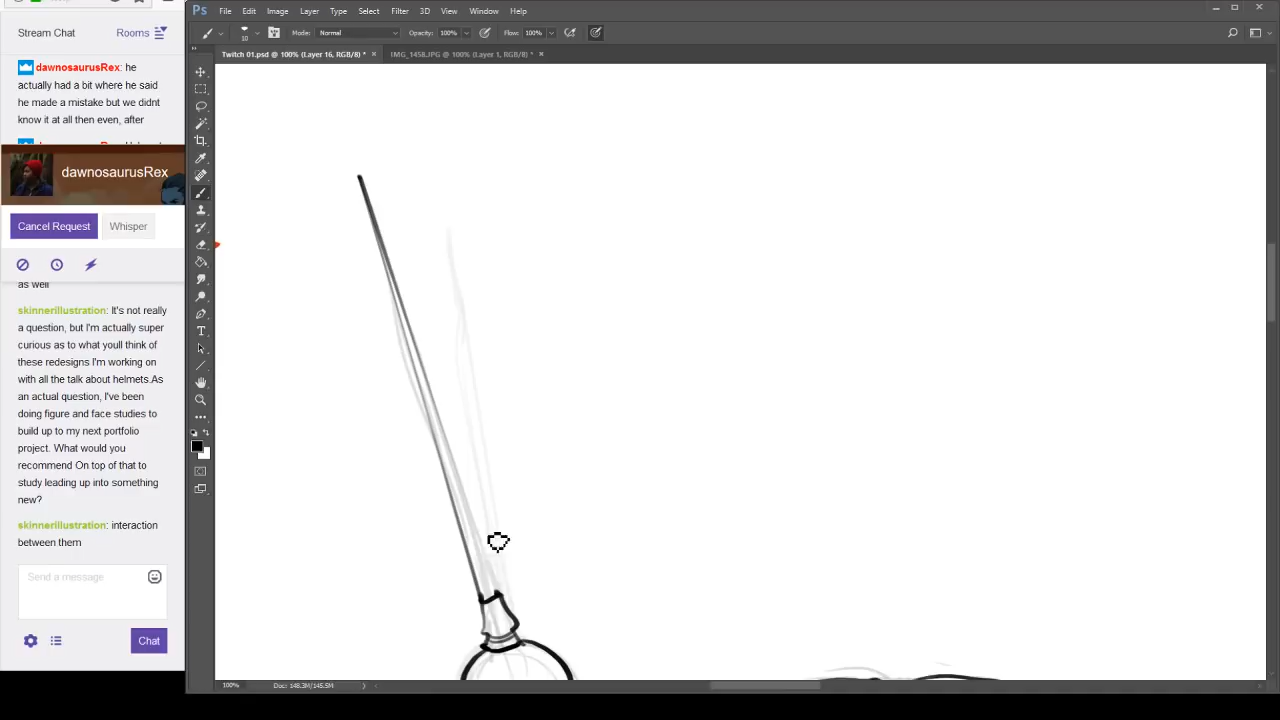 Ps File Edit Image Layer Type Select Filter 3D View Window Help
Stream Chat Rooms
10 Mode: Normal Opacity: 100% Flow: 100%
Twitch 01.psd @ 100% (Layer 16, RGB/8) * × IMG_1458.JPG @ 100% (Layer 1, RGB/8) * ×
dawnosaurusRex: he
actually had a bit where he said
he made a mistake but we didnt
know it at all then even, after
dawnosaurusRex
Cancel Request Whisper
as well
skinnerillustration: It's not really
a question, but I'm actually super
curious as to what youll think of
these redesigns I'm working on
with all the talk about helmets.As
an actual question, I've been
doing figure and face studies to
build up to my next portfolio
project. What would you
recommend On top of that to
study leading up into something
new?
skinnerillustration: interaction
between them
Send a message
Chat
100% Doc: 148.3M/145.5M